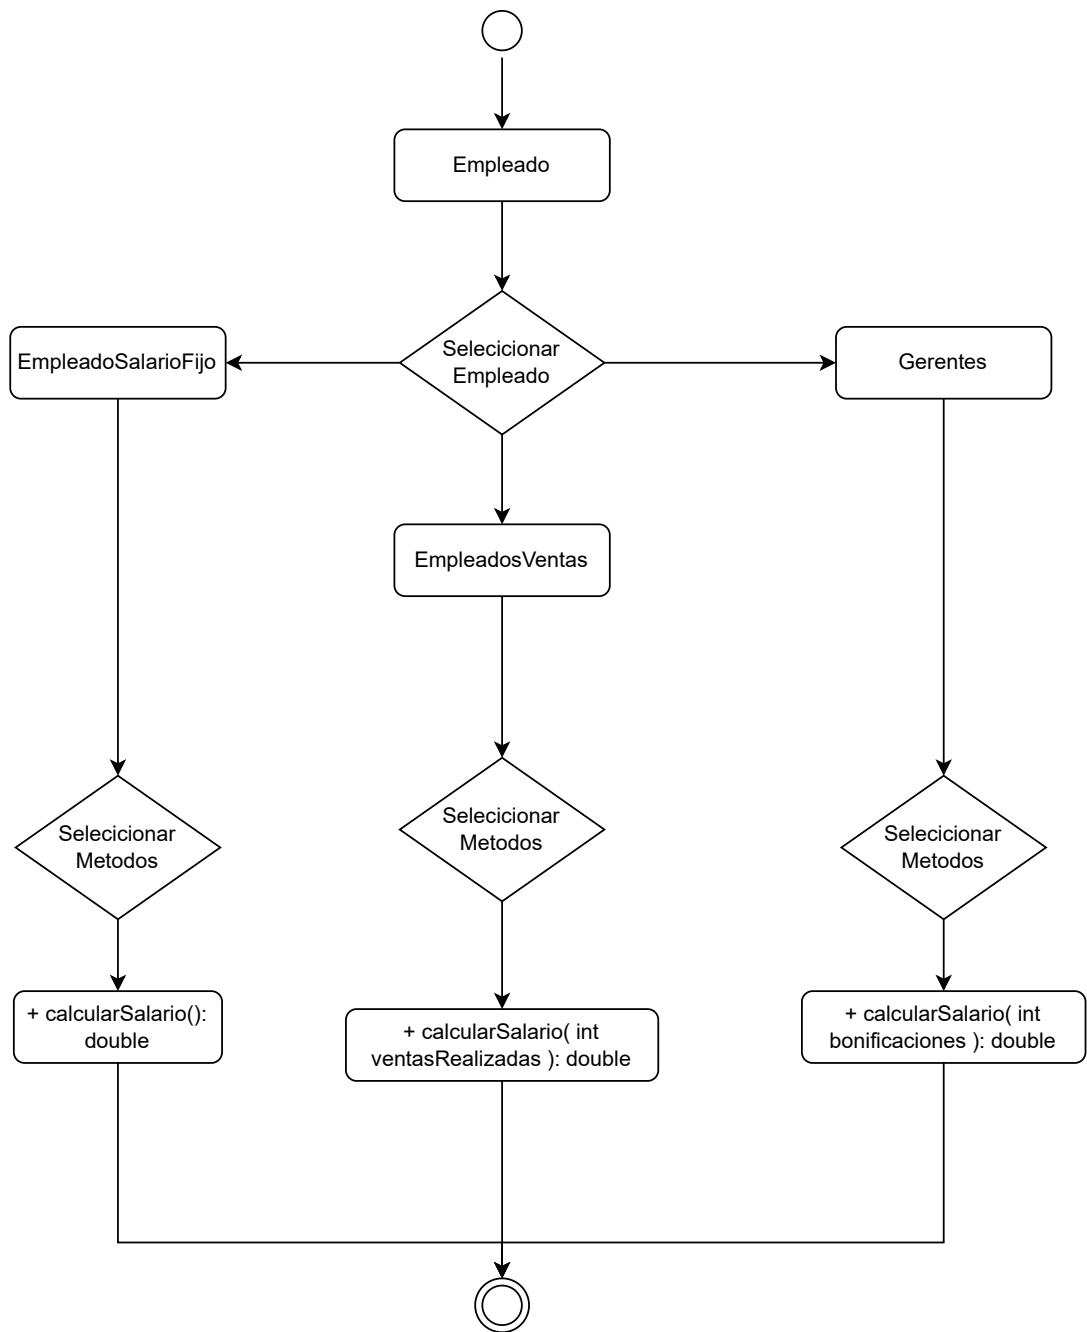 Empleado
Selecicionar
Empleado
EmpleadoSalarioFijo
Gerentes
EmpleadosVentas
Selecicionar
Metodos
Selecicionar
Metodos
Selecicionar
Metodos
+ calcularSalario():
double
+ calcularSalario( int
ventasRealizadas ): double
+ calcularSalario( int
bonificaciones ): double